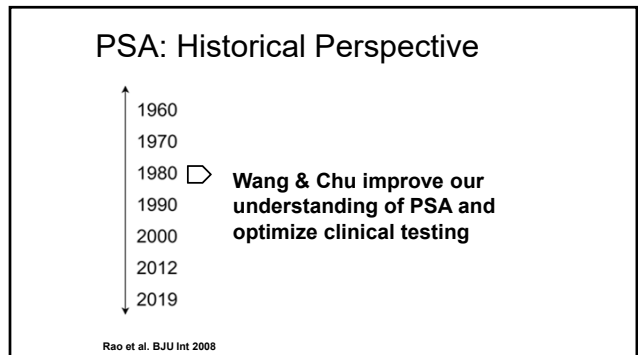 PSA: Historical Perspective
1960
1970
1980
1990
2000
2012
2019
Wang & Chu improve our
understanding of PSA and
optimize clinical testing
Rao et al. BJU Int 2008